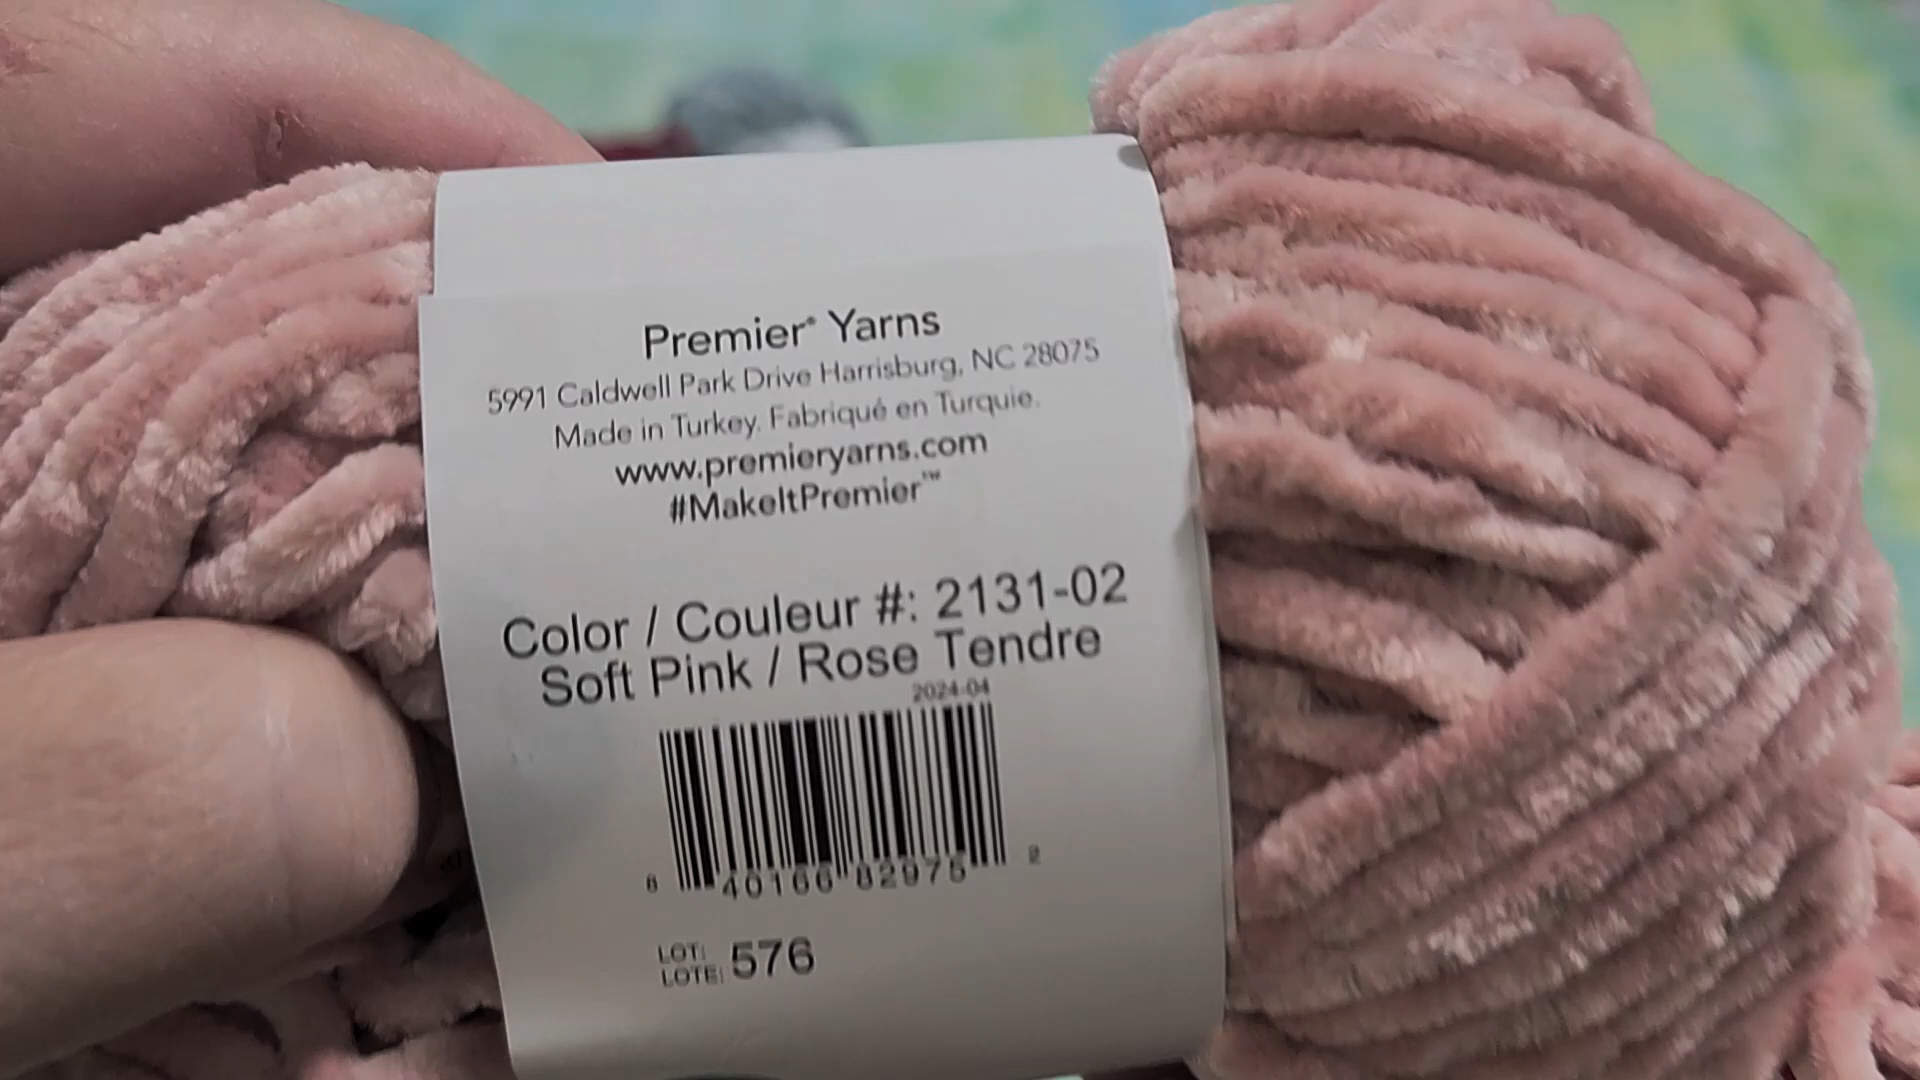 Premier® Yarns
5991 Caldwell Park Drive Harrisburg, NC 28075
Made in Turkey. Fabriqué en Turquie.
www.premieryarns.com
#MakeItPremier™
Color / Couleur #: 2131-02
Soft Pink / Rose Tendre
2024-04
8 40166 82975 2
LOT:
LOTE: 576